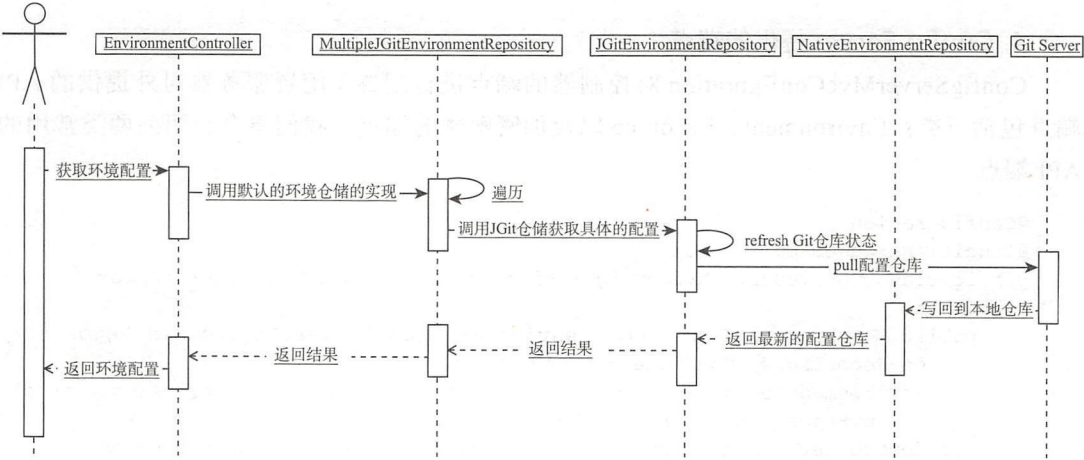 EnvironmentController
MultipleJGitEnvironmentRepository
JGitEnvironmentRepository
NativeEnvironmentRepository
Git Server
获取环境配置
调用默认的环境仓储的实现
遍历
调用JGit仓储获取具体的配置
refresh Git仓库状态
pull配置仓库
写回到本地仓库
返回最新的配置仓库
返回结果
返回结果
返回环境配置